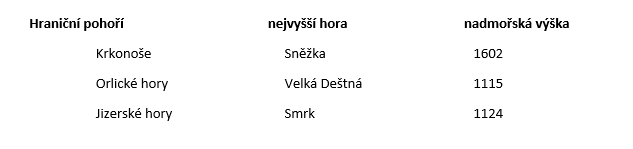 Hraniční pohoří nejvyšší hora nadmořská výška
Krkonoše Sněžka 1602
Orlické hory Velká Deštná 1115
Jizerské hory Smrk 1124